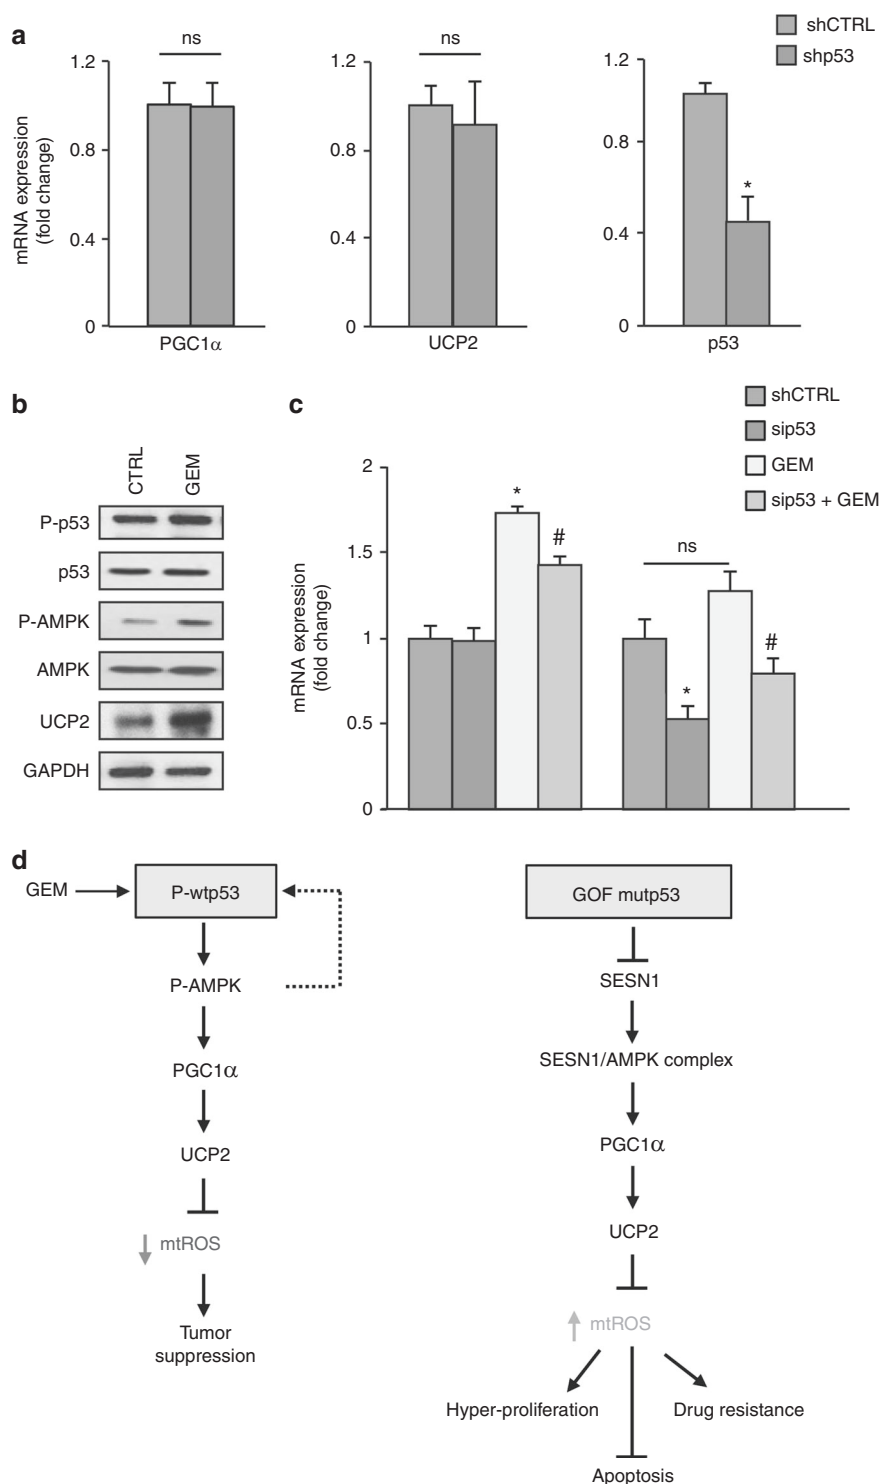 a
shCTRL
shp53
mRNA expression
(fold change)
ns
1.2
0.8
0.4
0
PGC1α
ns
1.2
0.8
0.4
0
UCP2
1.2
0.8
0.4
0
*
p53
b
CTRL
GEM
P-p53
p53
P-AMPK
AMPK
UCP2
GAPDH
c
shCTRL
sip53
GEM
sip53 + GEM
mRNA expression
(fold change)
2
1.5
1
0.5
0
*
#
ns
*
#
d
GEM
P-wtp53
P-AMPK
PGC1α
UCP2
mtROS
Tumor
suppression
GOF mutp53
SESN1
SESN1/AMPK complex
PGC1α
UCP2
mtROS
Hyper-proliferation
Drug resistance
Apoptosis